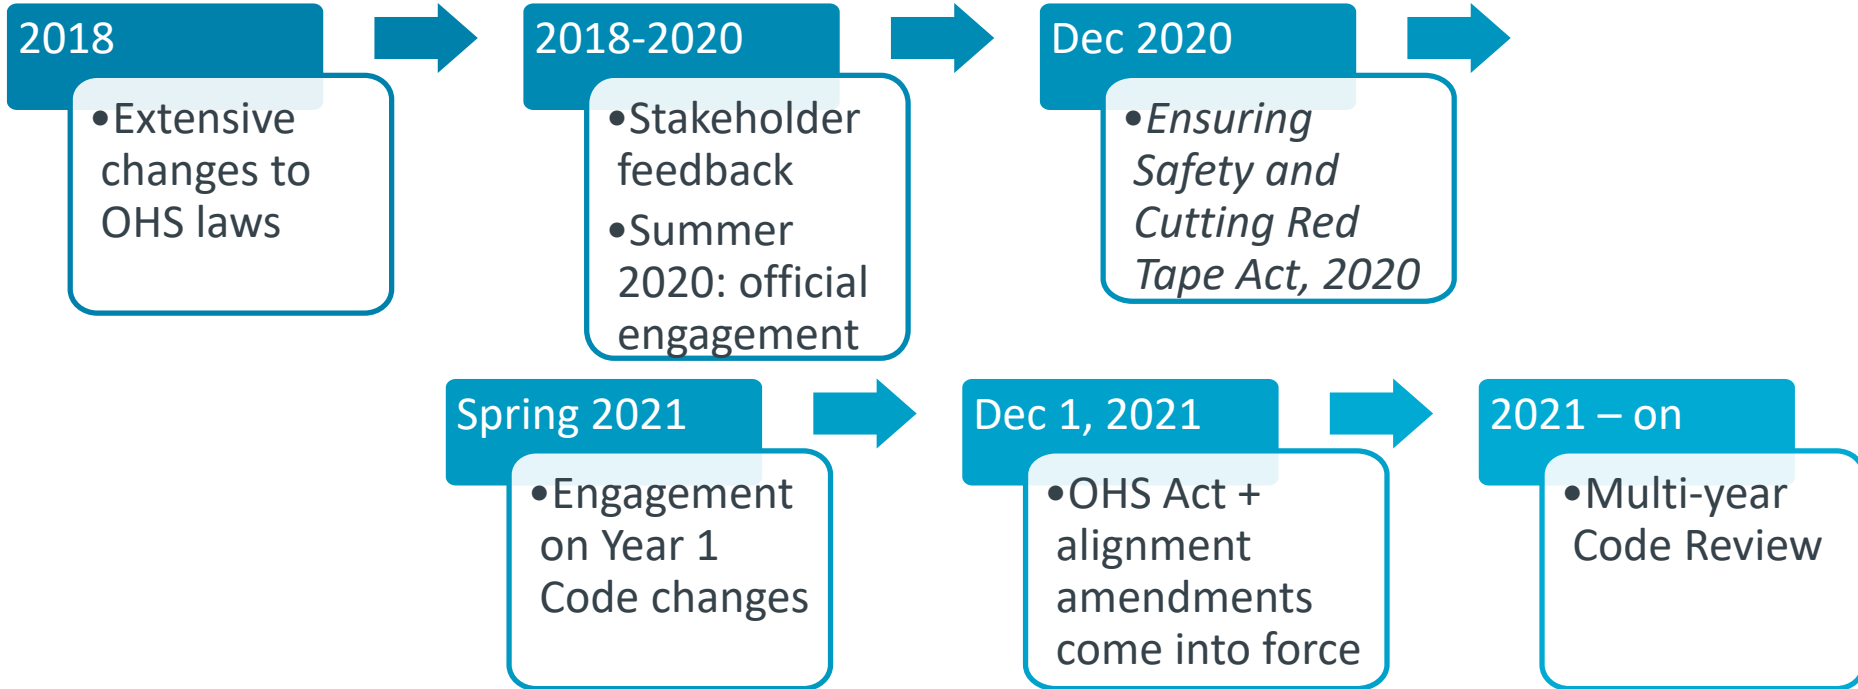 2018
•Extensive
changes to
OHS laws
2018-2020
•Stakeholder
feedback
•Summer
2020: official
engagement
Dec 2020
•Ensuring
Safety and
Cutting Red
Tape Act, 2020
Spring 2021
•Engagement
on Year 1
Code changes
Dec 1, 2021
•OHS Act +
alignment
amendments
come into force
2021 – on
•Multi-year
Code Review